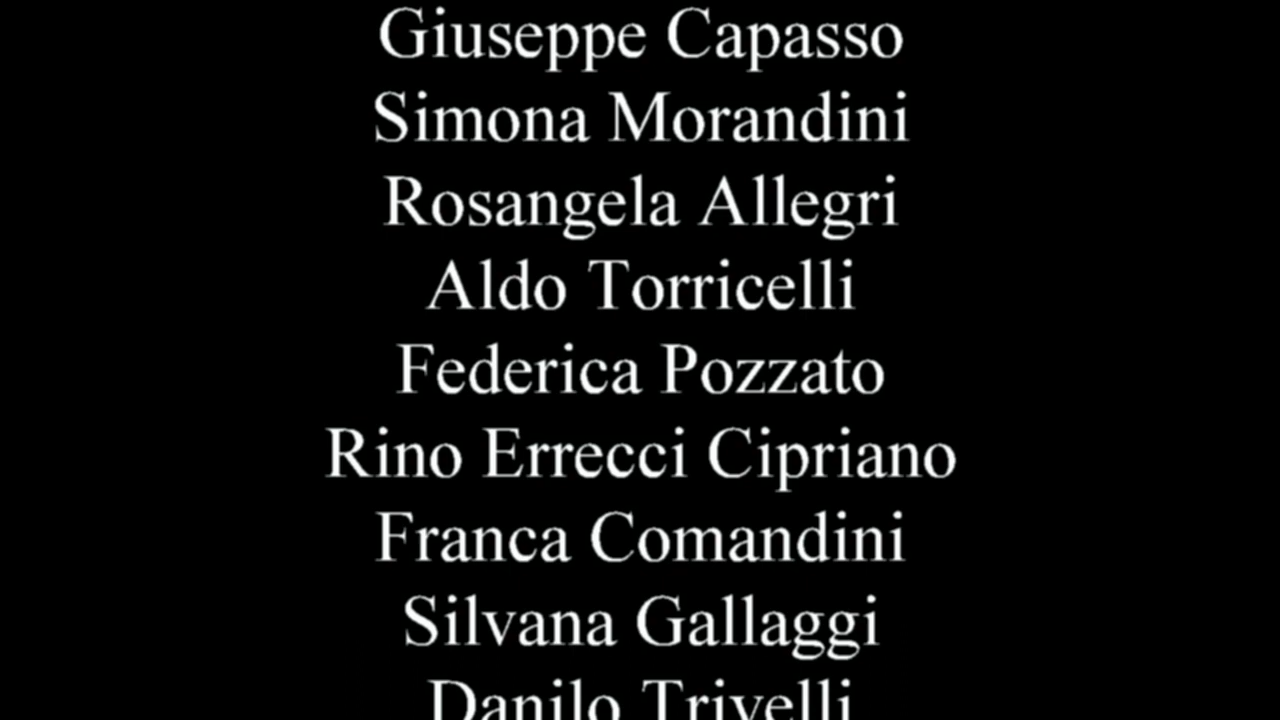 Giuseppe Capasso
Simona Morandini
Rosangela Allegri
Aldo Torricelli
Federica Pozzato
Rino Errecci Cipriano
Franca Comandini
Silvana Gallaggi
Danilo Trivelli